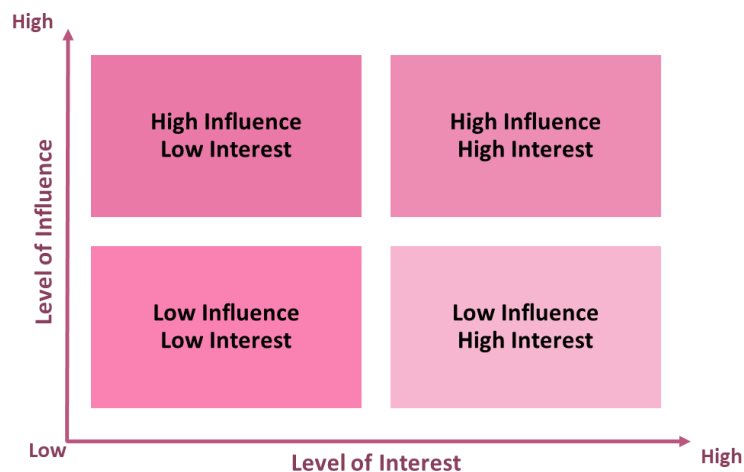 High
Level of Influence
High Influence
Low Interest
High Influence
High Interest
Low Influence
Low Interest
Low Influence
High Interest
Low
Level of Interest
High